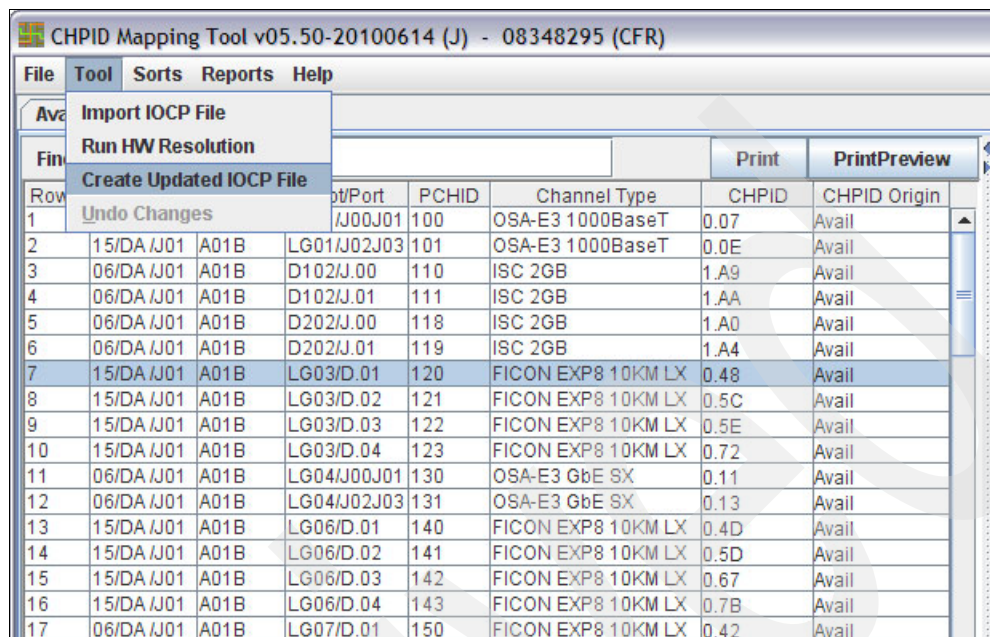 CHPID Mapping Tool v05.50-20100614 (J) - 08348295 (CFR)
File Tool Sorts Reports Help
Import IOCP File
Run HW Resolution
Create Updated IOCP File
Undo Changes
Print PrintPreview
PCHID Channel Type CHPID CHPID Origin
1 /J00J01 100 OSA-E3 1000BaseT 0.07 Avail
2 15/DA /J01 A01B LG01/J02J03 101 OSA-E3 1000BaseT 0.0E Avail
3 06/DA /J01 A01B D102/J.00 110 ISC 2GB 1.A9 Avail
4 06/DA /J01 A01B D102/J.01 111 ISC 2GB 1.AA Avail
5 06/DA /J01 A01B D202/J.00 118 ISC 2GB 1.A0 Avail
6 06/DA /J01 A01B D202/J.01 119 ISC 2GB 1.A4 Avail
7 15/DA /J01 A01B LG03/D.01 120 FICON EXP8 10KM LX 0.48 Avail
8 15/DA /J01 A01B LG03/D.02 121 FICON EXP8 10KM LX 0.5C Avail
9 15/DA /J01 A01B LG03/D.03 122 FICON EXP8 10KM LX 0.5E Avail
10 15/DA /J01 A01B LG03/D.04 123 FICON EXP8 10KM LX 0.72 Avail
11 06/DA /J01 A01B LG04/J00J01 130 OSA-E3 GbE SX 0.11 Avail
12 06/DA /J01 A01B LG04/J02J03 131 OSA-E3 GbE SX 0.13 Avail
13 15/DA /J01 A01B LG06/D.01 140 FICON EXP8 10KM LX 0.4D Avail
14 15/DA /J01 A01B LG06/D.02 141 FICON EXP8 10KM LX 0.5D Avail
15 15/DA /J01 A01B LG06/D.03 142 FICON EXP8 10KM LX 0.67 Avail
16 15/DA /J01 A01B LG06/D.04 143 FICON EXP8 10KM LX 0.7B Avail
17 06/DA /J01 A01B LG07/D.01 150 FICON EXP8 10KM LX 0.42 Avail